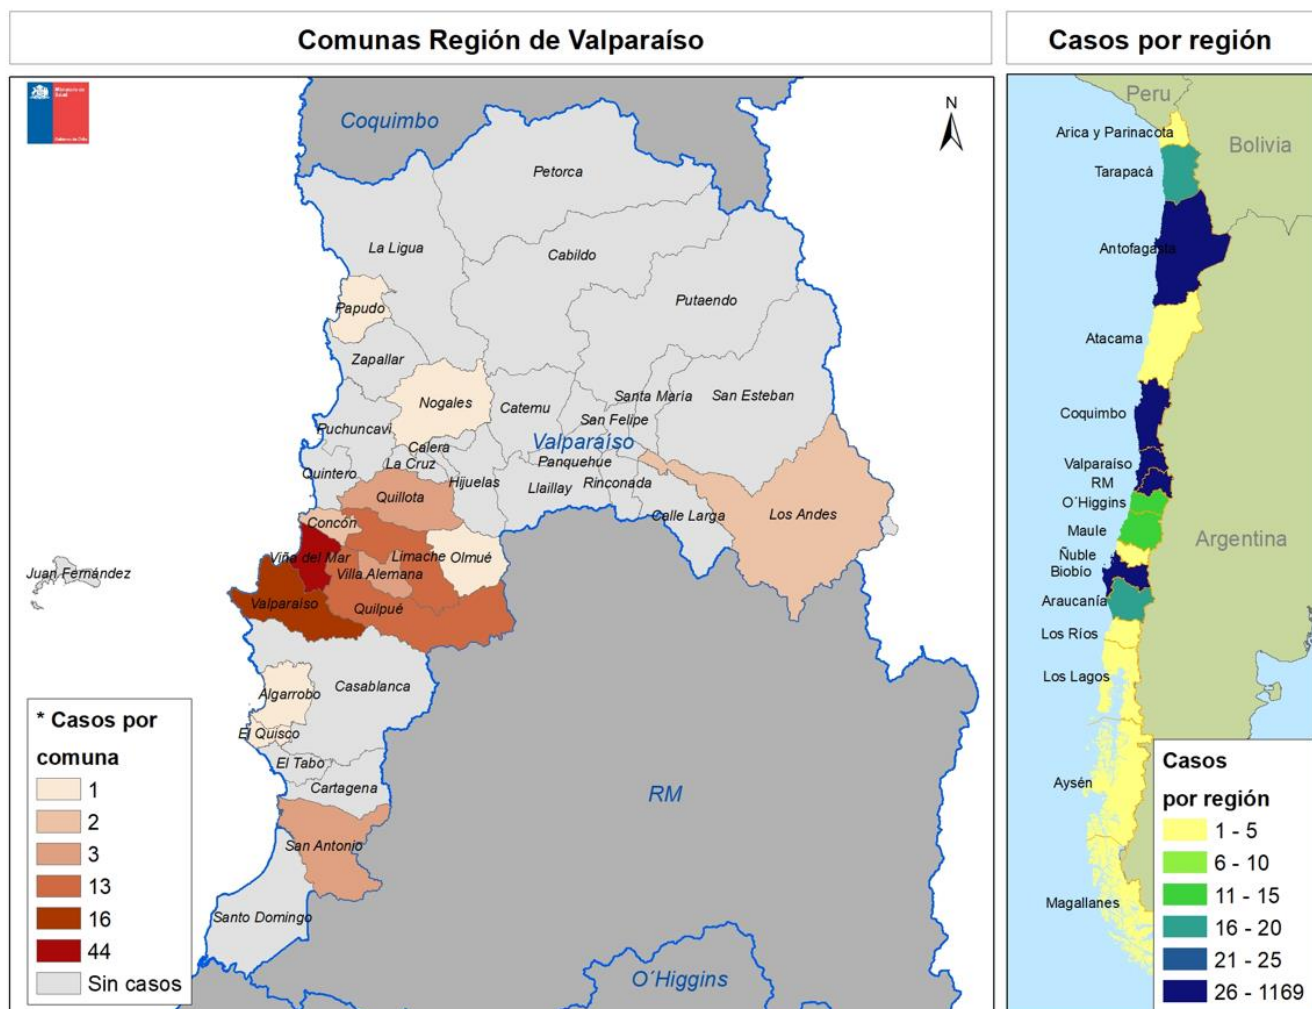 Comunas Región de Valparaíso
Coquimbo
N
Petorca
La Ligua
Cabildo
Putaendo
Papudo
Zapallar
Santa María
San Esteban
Nogales
Catemu
San Felipe
Puchuncavi
Valparaíso
Calera
La Cruz
Panquehue
Quintero
Hijuelas
Llaillay
Rinconada
Quillota
Calle Larga
Los Andes
Concón
Viña del Mar
Limache
Olmué
Juan Fernández
Villa Alemana
Valparaíso
Quilpué
Algarrobo
Casablanca
El Quisco
El Tabo
Cartagena
RM
San Antonio
Santo Domingo
O´Higgins
* Casos por
comuna
1
2
3
13
16
44
Sin casos
Casos por región
Peru
Arica y Parinacota
Bolivia
Tarapacá
Antofagasta
Atacama
Coquimbo
Valparaíso
RM
O´Higgins
Maule
Argentina
Ñuble
Biobío
Araucanía
Los Ríos
Los Lagos
Aysén
Magallanes
Casos
por región
1 - 5
6 - 10
11 - 15
16 - 20
21 - 25
26 - 1169